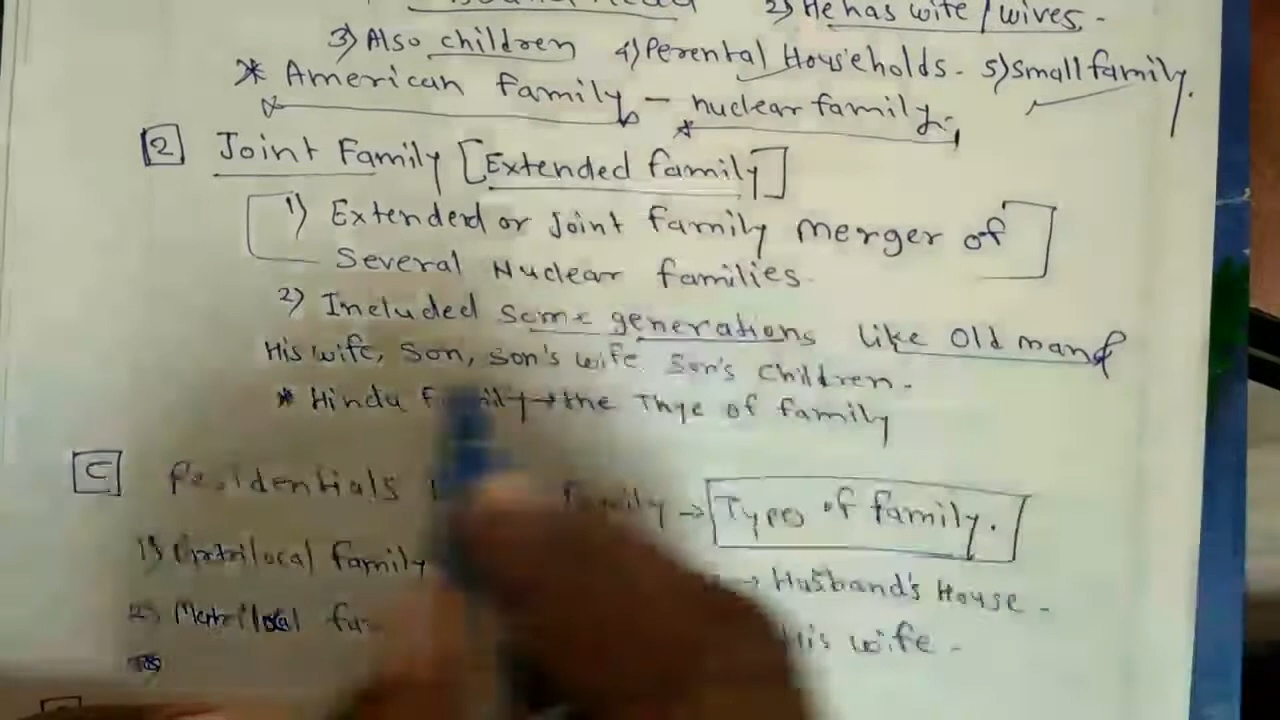 2) He has wife / wives.
3) Also children 4) Perental Households. 5) Small family.
* American family - nuclear family.
2 Joint Family [Extended family]
1) Extended or Joint family merger of
Several Nuclear families.
2) Included Some generations like Old man &
His wife, Son, Son's wife Son's Children.
* Hindu family → the Thye of family
C Residentials family → Types of family.
1) family → Husband's House.
2) Matrilocal His wife.